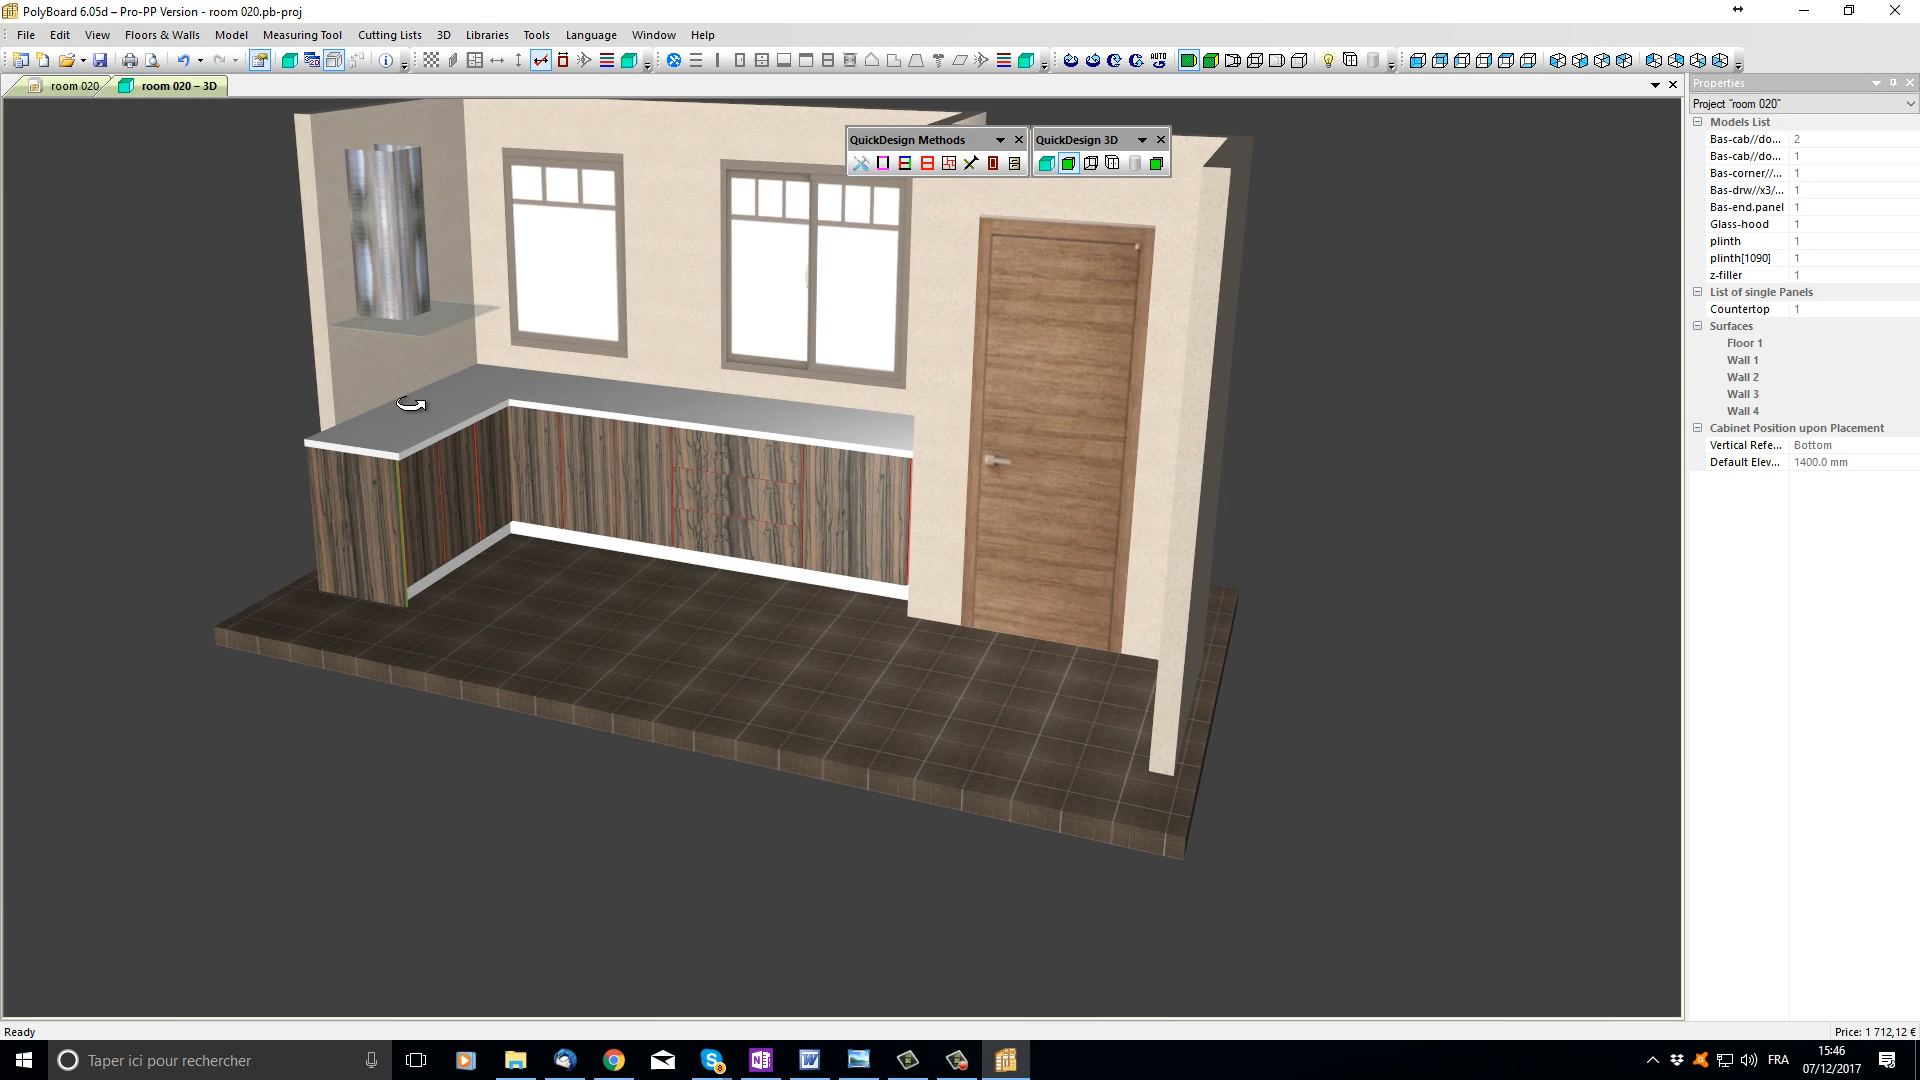 PolyBoard 6.05d – Pro-PP Version - room 020.pb-proj
File Edit View Floors & Walls Model Measuring Tool Cutting Lists 3D Libraries Tools Language Window Help
AUTO
room 020 room 020 – 3D
Properties
QuickDesign Methods
QuickDesign 3D
Project "room 020"
Models List
Bas-cab//do... 2
Bas-cab//do... 1
Bas-corner//... 1
Bas-drw//x3/... 1
Bas-end.panel 1
Glass-hood 1
plinth 1
plinth[1090] 1
z-filler 1
List of single Panels
Countertop 1
Surfaces
Floor 1
Wall 1
Wall 2
Wall 3
Wall 4
Cabinet Position upon Placement
Vertical Refe... Bottom
Default Elev... 1400.0 mm
Ready
Price: 1 712,12 €
Taper ici pour rechercher
8
FRA
15:46
07/12/2017